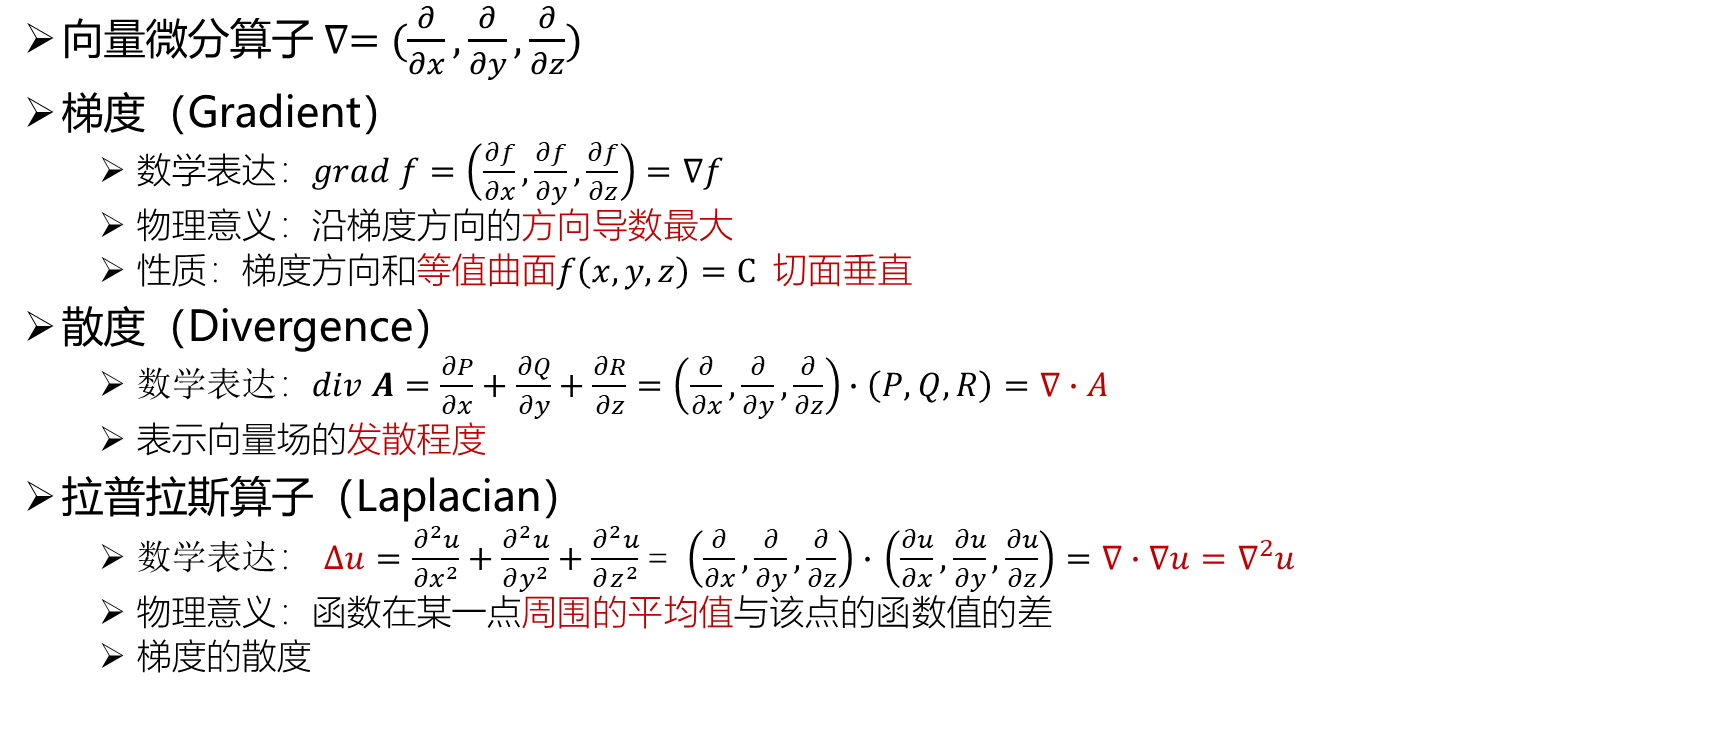 ➢ 向量微分算子 ∇= (∂/∂x, ∂/∂y, ∂/∂z)
➢ 梯度（Gradient）
➢ 数学表达：grad f = (∂f/∂x, ∂f/∂y, ∂f/∂z) = ∇f
➢ 物理意义：沿梯度方向的方向导数最大
➢ 性质：梯度方向和等值曲面f(x, y, z) = C 切面垂直
➢ 散度（Divergence）
➢ 数学表达：div A = ∂P/∂x + ∂Q/∂y + ∂R/∂z = (∂/∂x, ∂/∂y, ∂/∂z) · (P, Q, R) = ∇ · A
➢ 表示向量场的发散程度
➢ 拉普拉斯算子（Laplacian）
➢ 数学表达： Δu = ∂²u/∂x² + ∂²u/∂y² + ∂²u/∂z² = (∂/∂x, ∂/∂y, ∂/∂z) · (∂u/∂x, ∂u/∂y, ∂u/∂z) = ∇ · ∇u = ∇²u
➢ 物理意义：函数在某一点周围的平均值与该点的函数值的差
➢ 梯度的散度